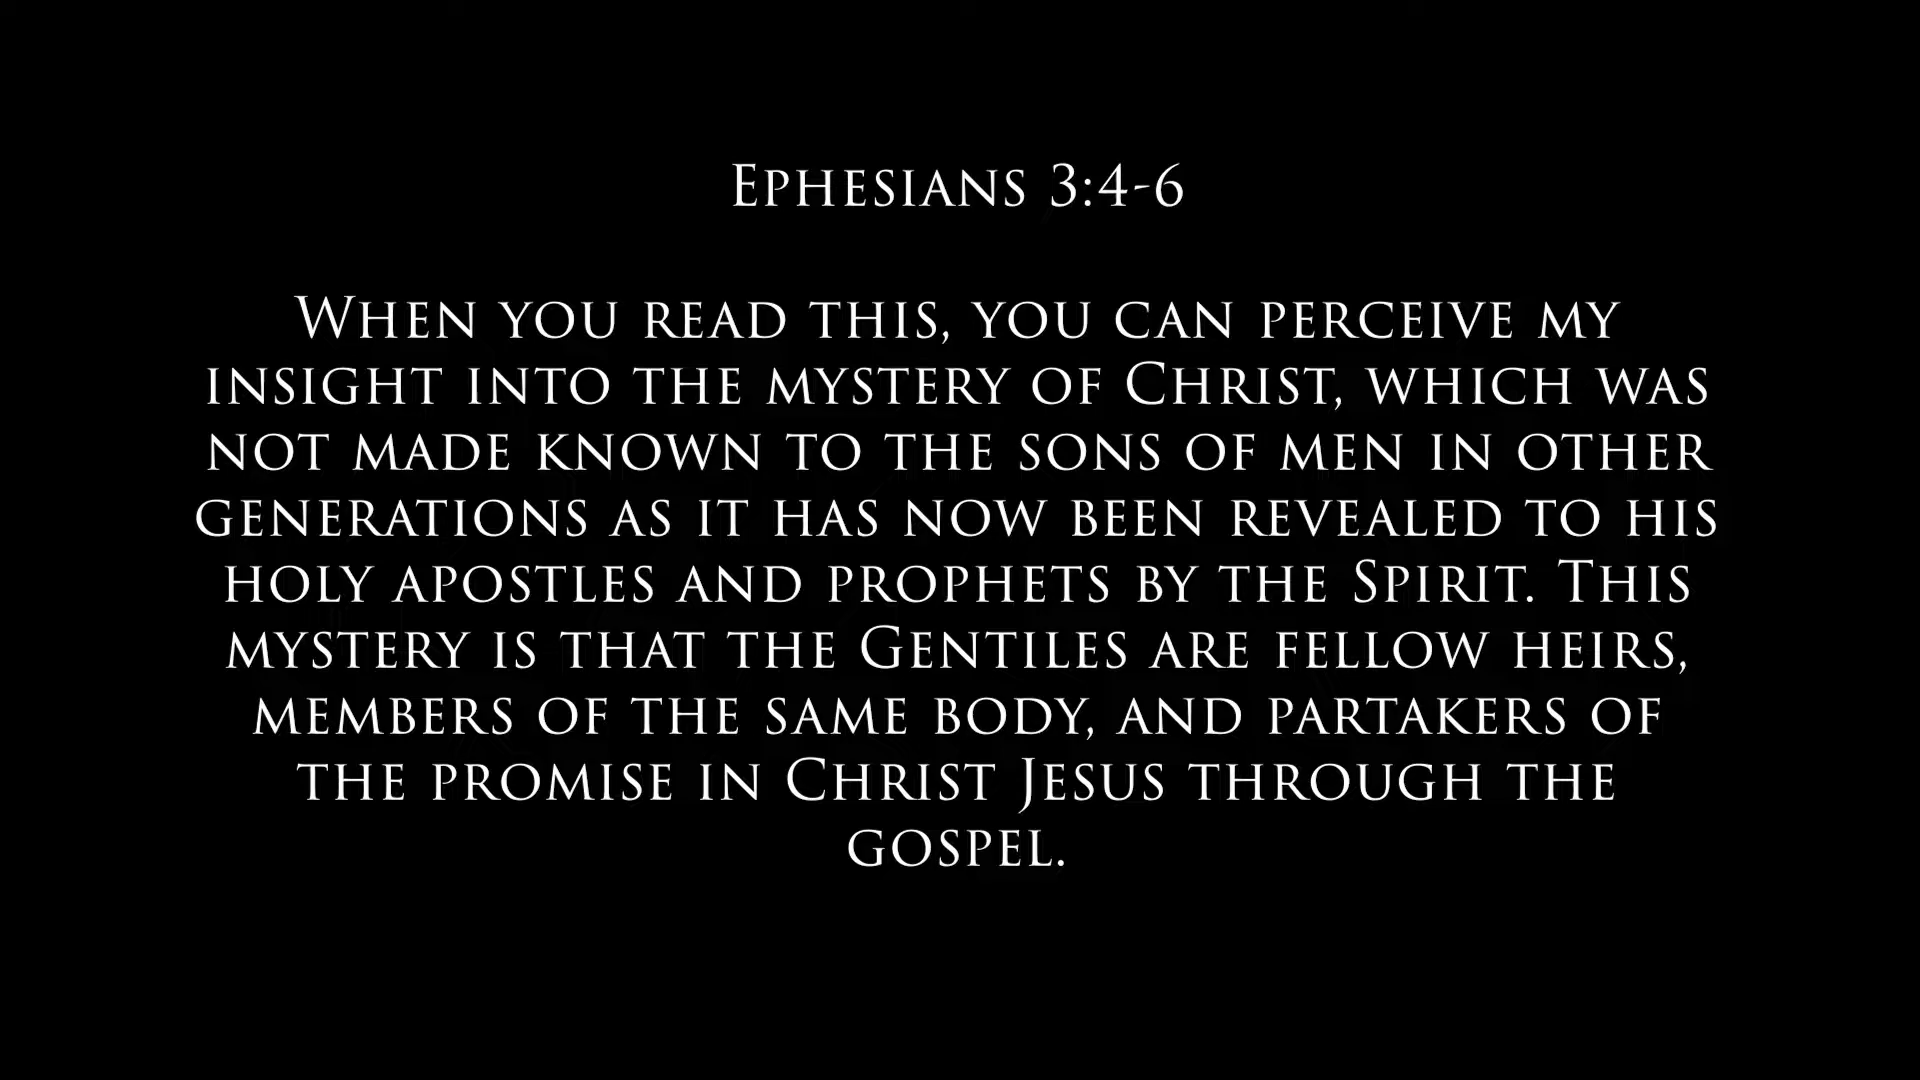 Ephesians 3:4-6
When you read this, you can perceive my
insight into the mystery of Christ, which was
not made known to the sons of men in other
generations as it has now been revealed to his
holy apostles and prophets by the Spirit. This
mystery is that the Gentiles are fellow heirs,
members of the same body, and partakers of
the promise in Christ Jesus through the
gospel.